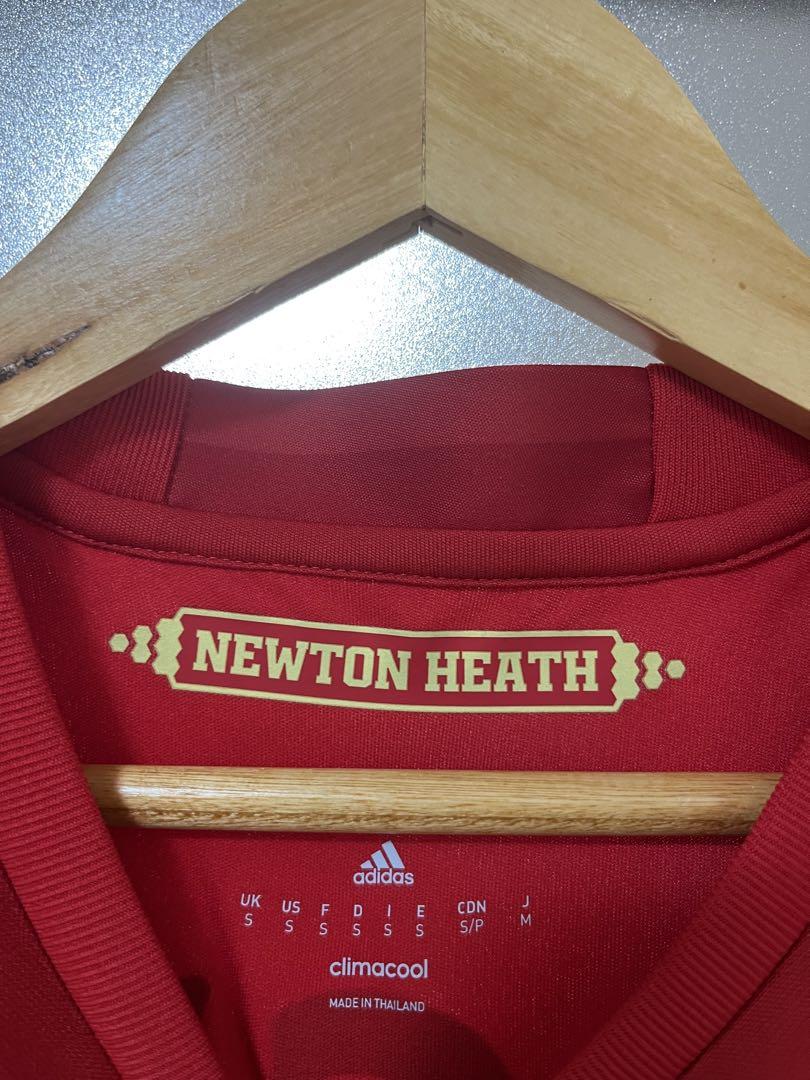 NEWTON HEATH
adidas
UK US F D I E CDN J
S S S S S S S/P M
climacool
MADE IN THAILAND